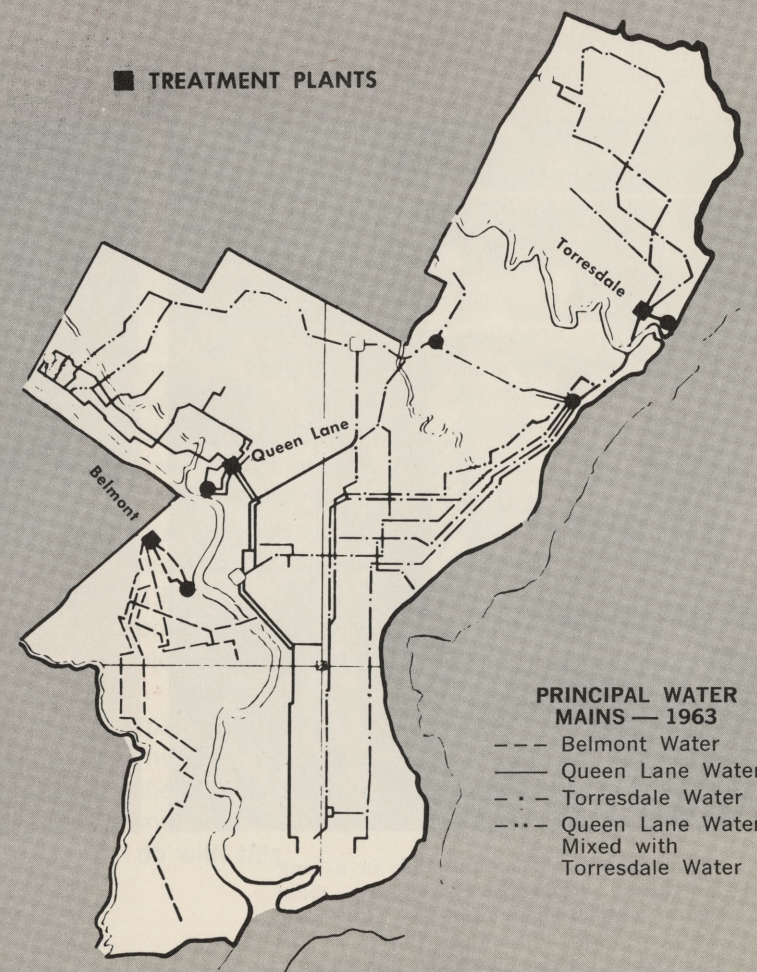 TREATMENT PLANTS
Torresdale
Queen Lane
Belmont
PRINCIPAL WATER
MAINS — 1963
Belmont Water
Queen Lane Water
Torresdale Water
Queen Lane Water
Mixed with
Torresdale Water